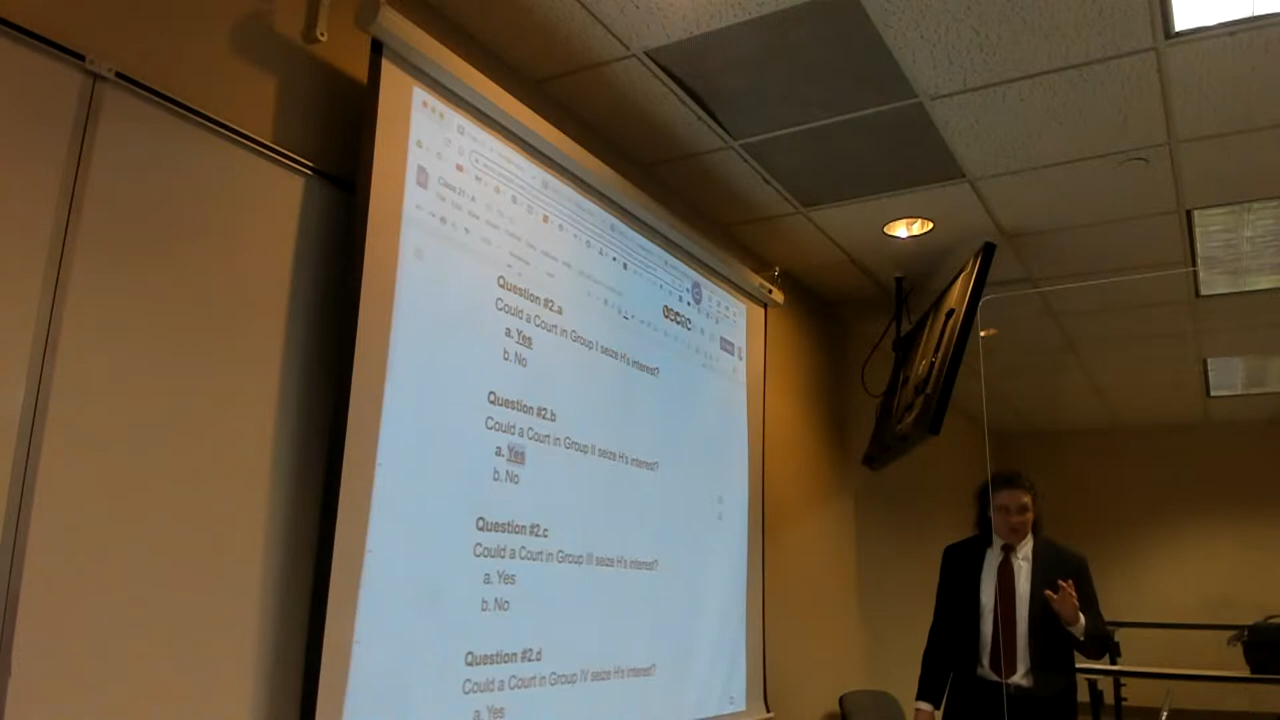 Class 21 - A
Question #2.a
Could a Court in Group I seize H's interest?
a. Yes
b. No
Question #2.b
Could a Court in Group II seize H's interest?
a. Yes
b. No
Question #2.c
Could a Court in Group III seize H's interest?
a. Yes
b. No
Question #2.d
Could a Court in Group IV seize H's interest?
a. Yes